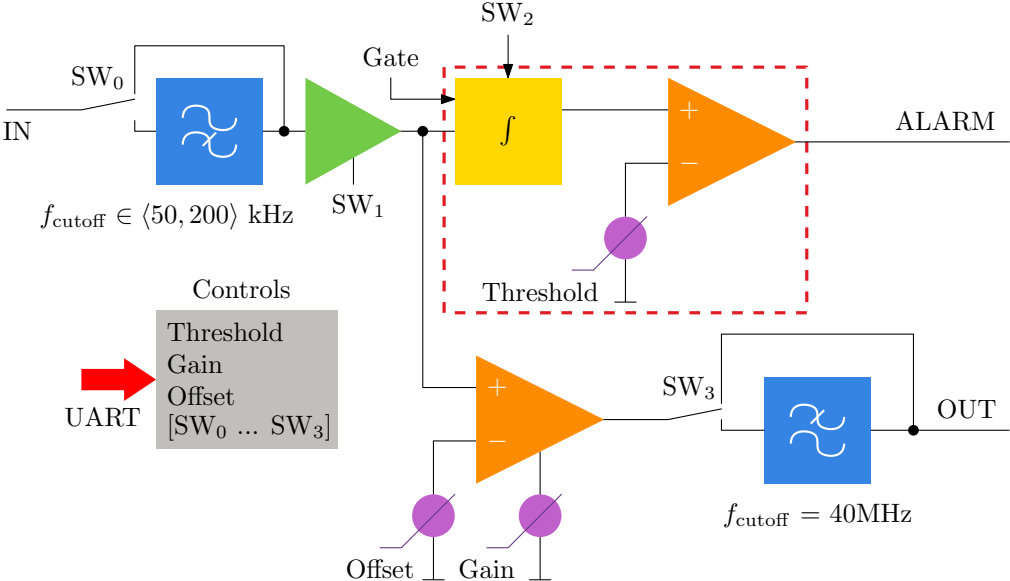 SW₂
Gate
SW₀
IN
∫
+
−
ALARM
SW₁
f_cutoff ∈ ⟨50, 200⟩ kHz
Threshold
Controls
Threshold
Gain
Offset
[SW₀ ... SW₃]
UART
+
−
SW₃
OUT
f_cutoff = 40MHz
Offset
Gain